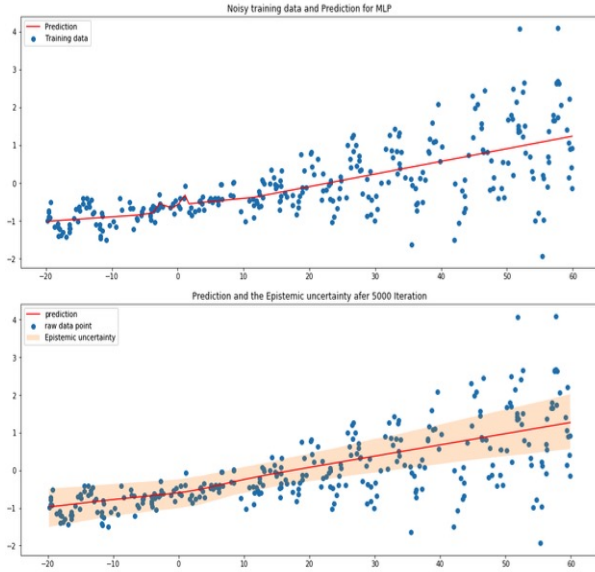 Noisy training data and Prediction for MLP
Prediction
Training data
4
3
2
1
0
−1
−2
−20 −10 0 10 20 30 40 50 60
Prediction and the Epistemic uncertainty afer 5000 Iteration
prediction
raw data point
Epistemic uncertainty
4
3
2
1
0
−1
−2
−20 −10 0 10 20 30 40 50 60